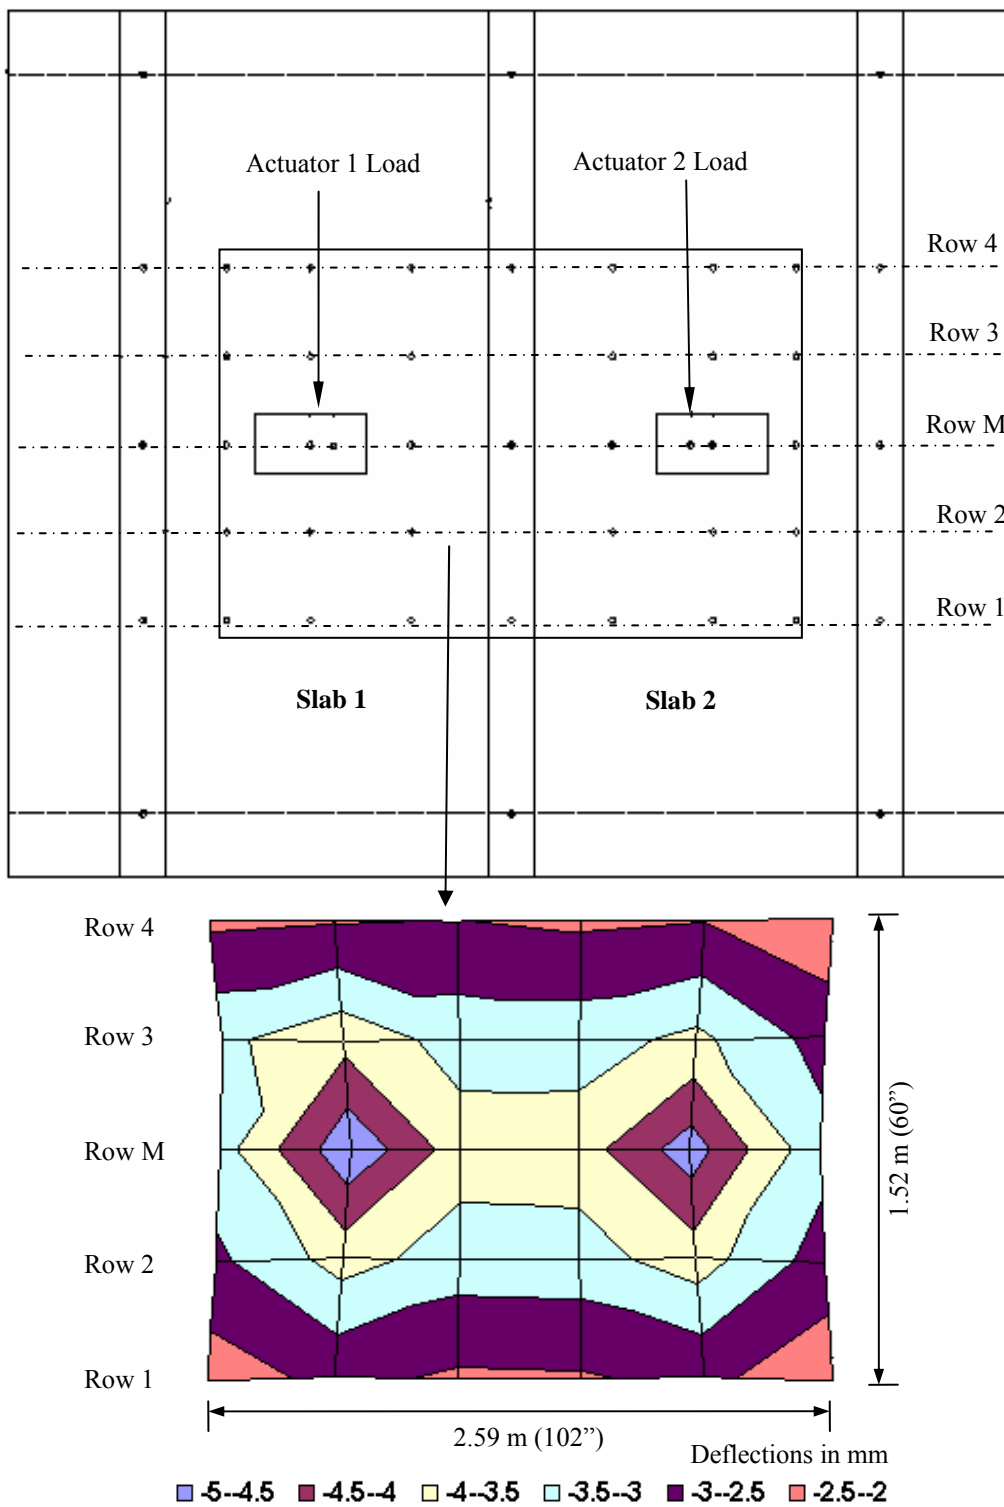 Actuator 1 Load
Actuator 2 Load
Row 4
Row 3
Row M
Row 2
Row 1
Slab 1
Slab 2
Row 4
Row 3
Row M
Row 2
Row 1
1.52 m (60”)
2.59 m (102”)
Deflections in mm
-5--4.5 -4.5--4 -4--3.5 -3.5--3 -3--2.5 -2.5--2